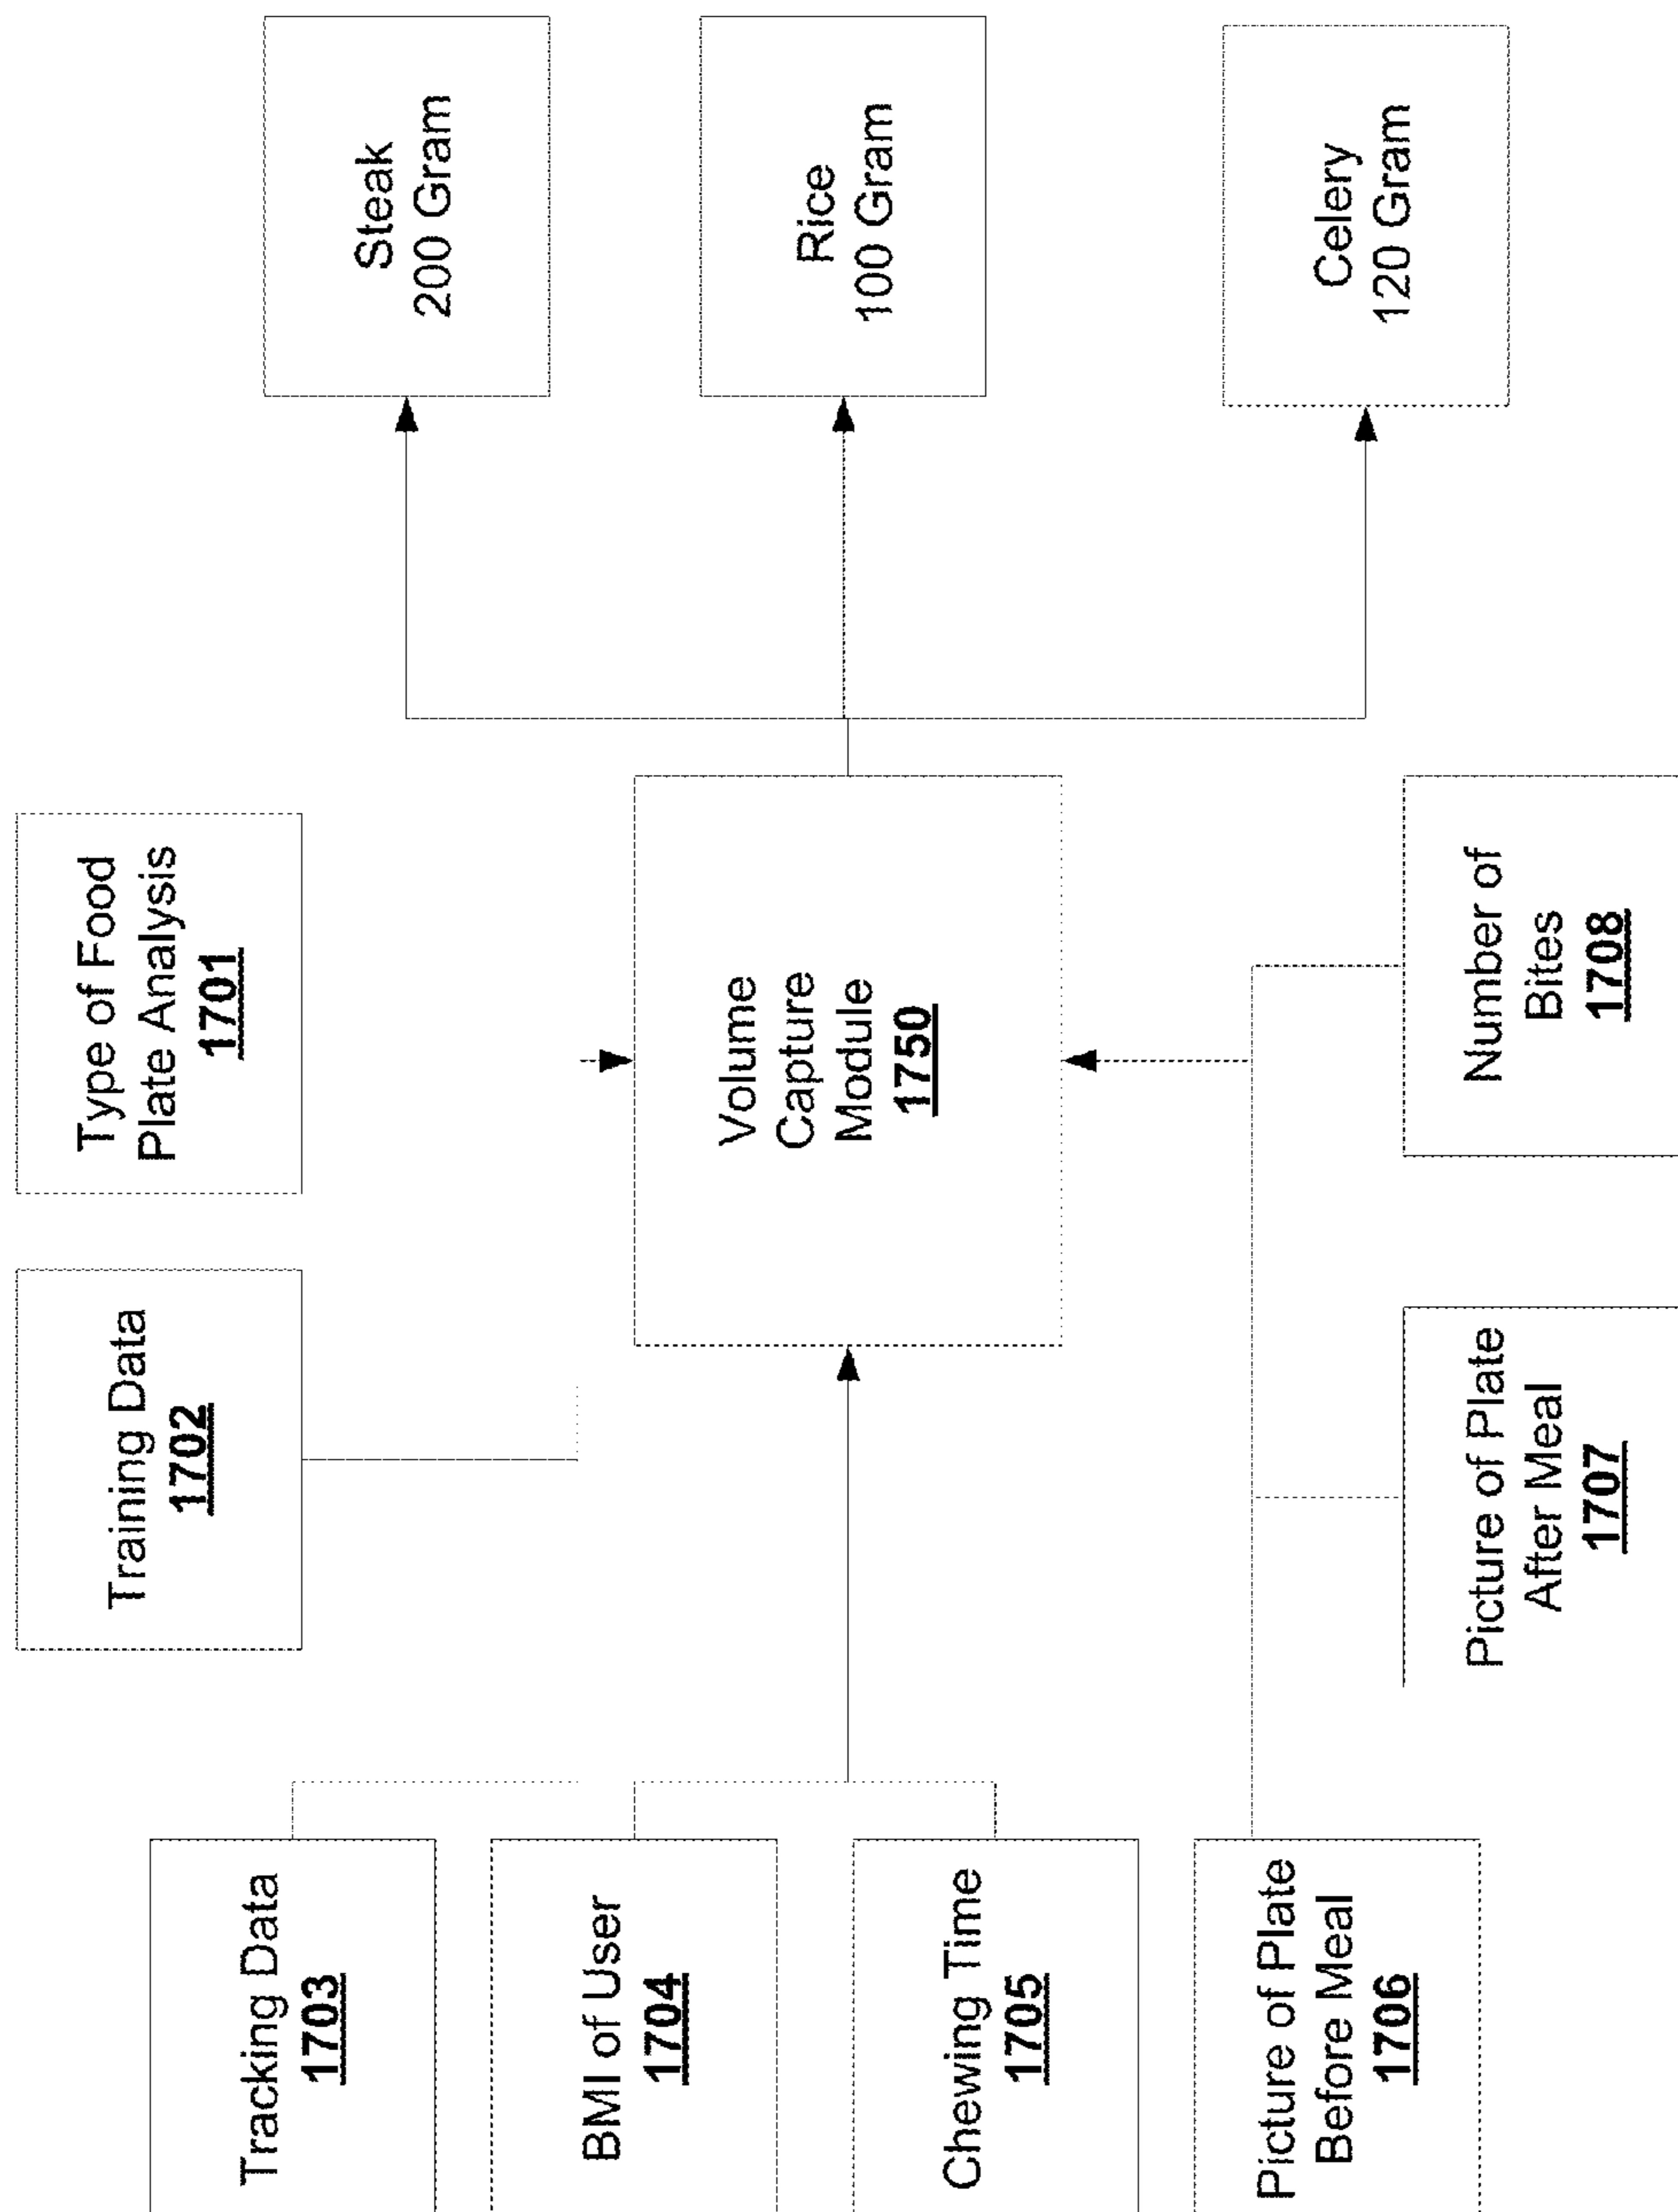 Tracking Data
1703
BMI of User
1704
Chewing Time
1705
Picture of Plate
Before Meal
1706
Training Data
1702
Picture of Plate
After Meal
1707
Type of Food
Plate Analysis
1701
Volume
Capture
Module
1750
Number of
Bites
1708
Steak
200 Gram
Rice
100 Gram
Celery
120 Gram